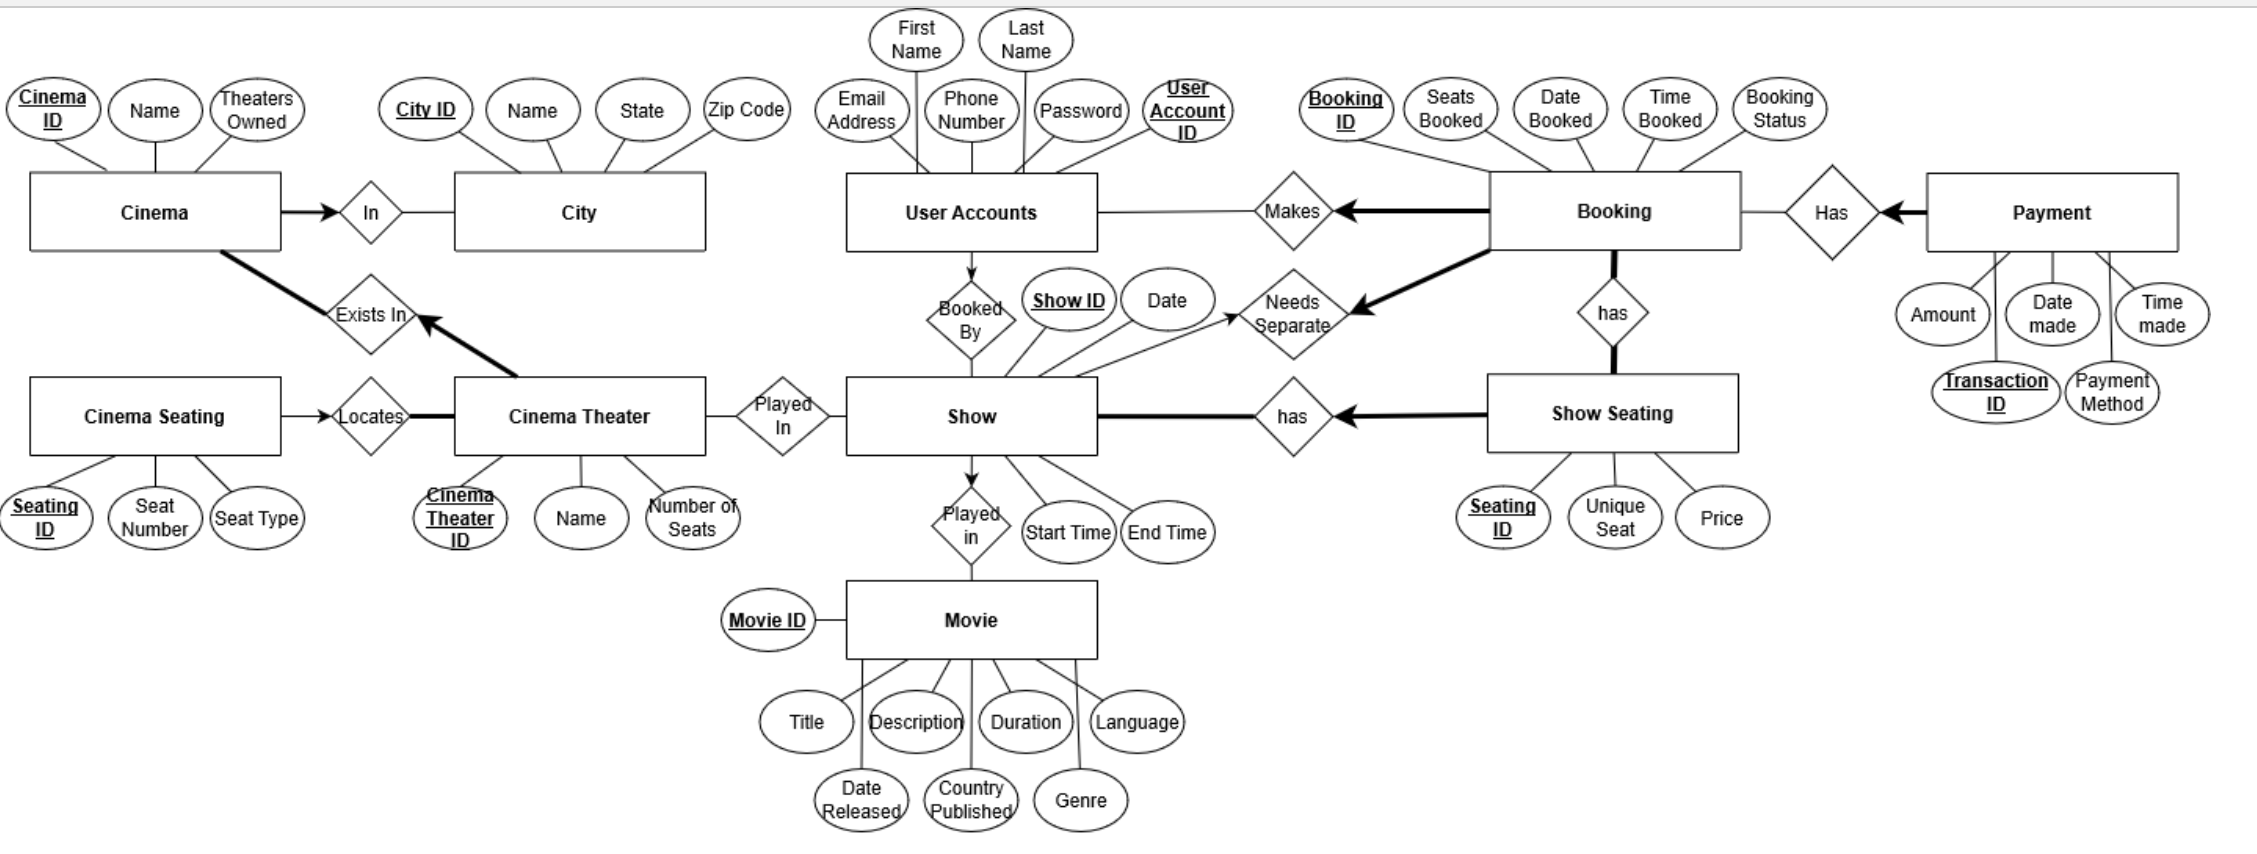 First
Name
Last
Name
Cinema
ID
Name
Theaters
Owned
City ID
Name
State
Zip Code
Email
Address
Phone
Number
Password
User
Account
ID
Booking
ID
Seats
Booked
Date
Booked
Time
Booked
Booking
Status
Cinema
In
City
User Accounts
Makes
Booking
Has
Payment
Exists In
Booked
By
Show ID
Date
Needs
Separate
has
Amount
Date
made
Time
made
Transaction
ID
Payment
Method
Cinema Seating
Locates
Cinema Theater
Played
In
Show
has
Show Seating
Seating
ID
Seat
Number
Seat Type
Cinema
Theater
ID
Name
Number of
Seats
Played
in
Start Time
End Time
Seating
ID
Unique
Seat
Price
Movie ID
Movie
Title
Description
Duration
Language
Date
Released
Country
Published
Genre